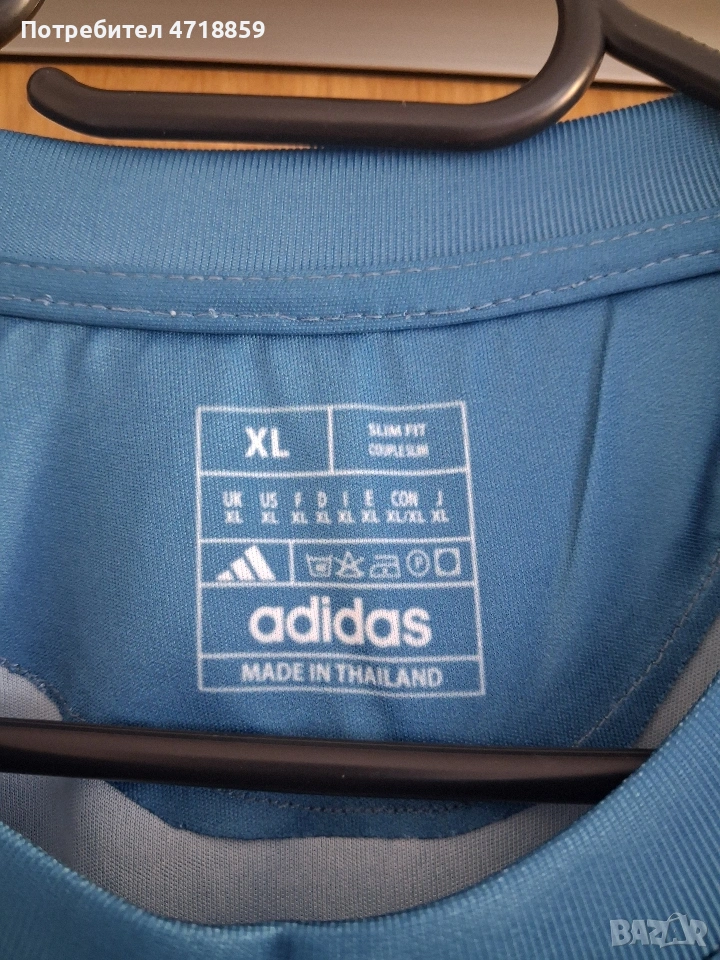 Потребител 4718859
XL
SLIM FIT
COUPE SLIM
UK US F D I E CON J
XL XL XL XL XL XL XL/XL XL
P
adidas
MADE IN THAILAND
BAZAR